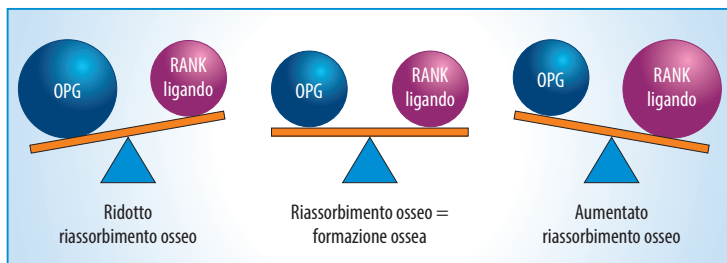 OPG
RANK
ligando
Ridotto
riassorbimento osseo
OPG
RANK
ligando
Riassorbimento osseo =
formazione ossea
OPG
RANK
ligando
Aumentato
riassorbimento osseo